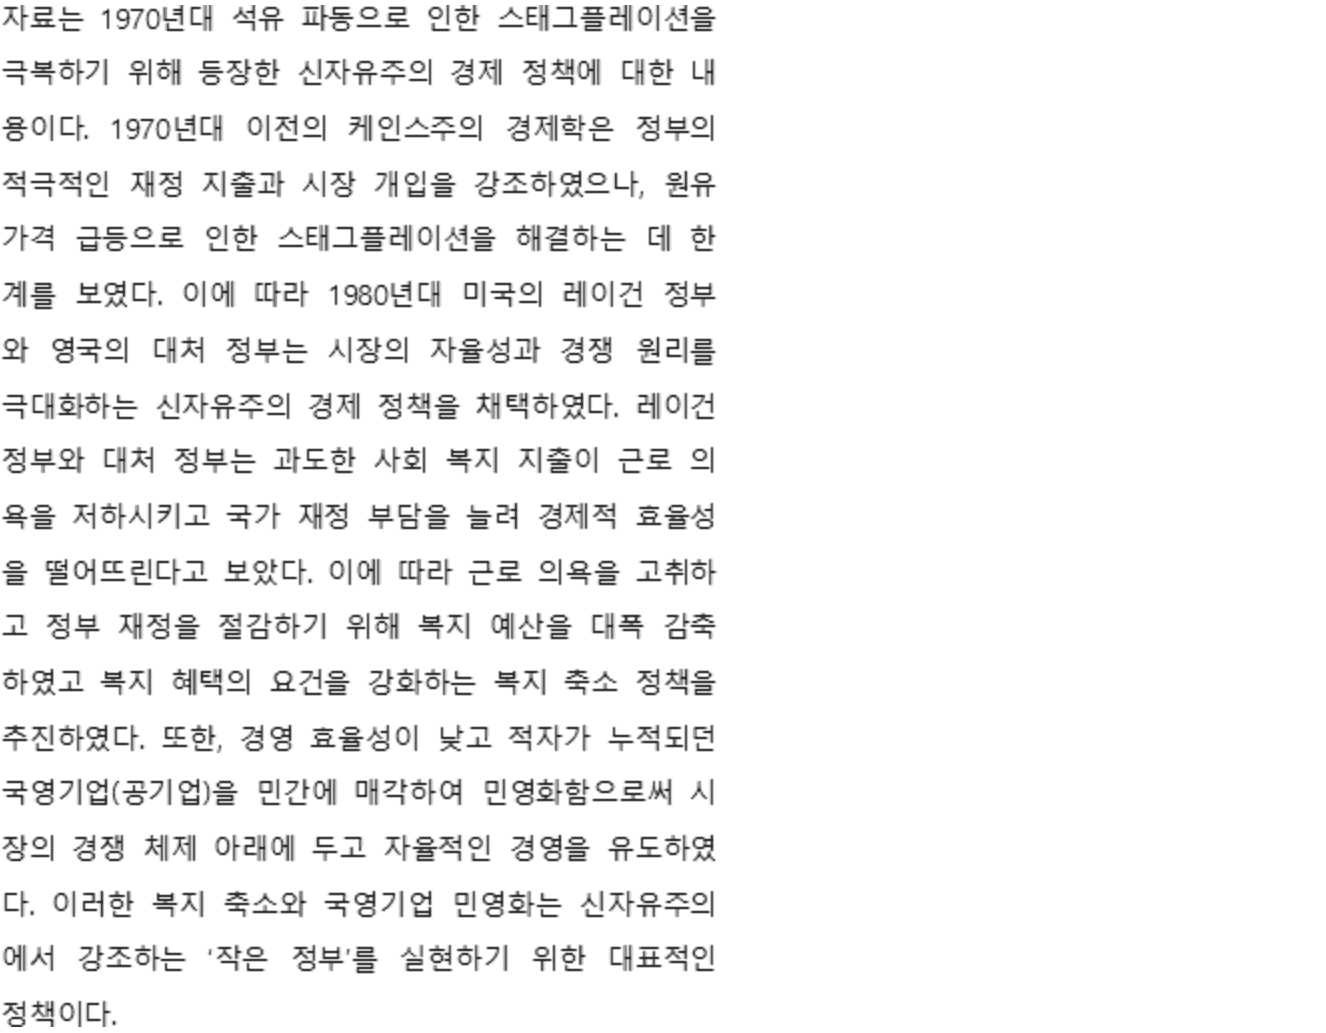 자료는 1970년대 석유 파동으로 인한 스태그플레이션을
극복하기 위해 등장한 신자유주의 경제 정책에 대한 내
용이다. 1970년대 이전의 케인스주의 경제학은 정부의
적극적인 재정 지출과 시장 개입을 강조하였으나, 원유
가격 급등으로 인한 스태그플레이션을 해결하는 데 한
계를 보였다. 이에 따라 1980년대 미국의 레이건 정부
와 영국의 대처 정부는 시장의 자율성과 경쟁 원리를
극대화하는 신자유주의 경제 정책을 채택하였다. 레이건
정부와 대처 정부는 과도한 사회 복지 지출이 근로 의
욕을 저하시키고 국가 재정 부담을 늘려 경제적 효율성
을 떨어뜨린다고 보았다. 이에 따라 근로 의욕을 고취하
고 정부 재정을 절감하기 위해 복지 예산을 대폭 감축
하였고 복지 혜택의 요건을 강화하는 복지 축소 정책을
추진하였다. 또한, 경영 효율성이 낮고 적자가 누적되던
국영기업(공기업)을 민간에 매각하여 민영화함으로써 시
장의 경쟁 체제 아래에 두고 자율적인 경영을 유도하였
다. 이러한 복지 축소와 국영기업 민영화는 신자유주의
에서 강조하는 '작은 정부'를 실현하기 위한 대표적인
정책이다.